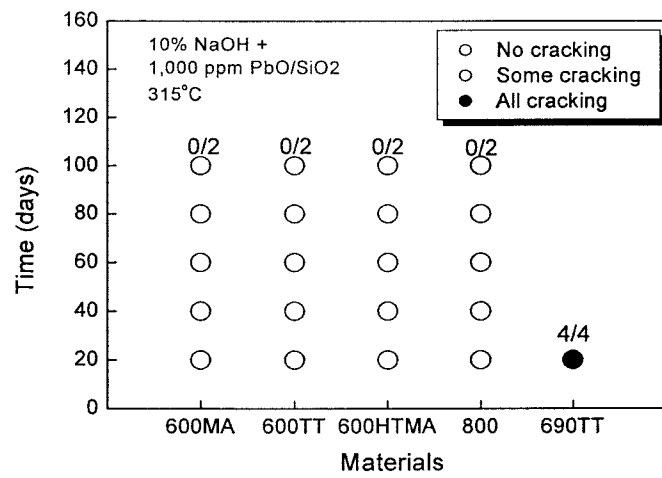 160
140
120
100
80
60
40
20
0
Time (days)
10% NaOH +
1,000 ppm PbO/SiO2
315°C
No cracking
Some cracking
All cracking
0/2 0/2 0/2 0/2
4/4
600MA 600TT 600HTMA 800 690TT
Materials